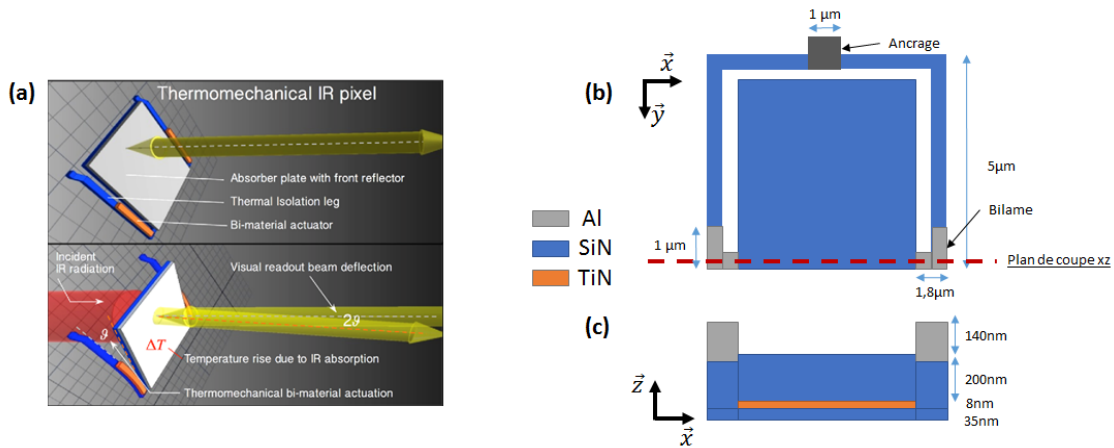 (a)
Thermomechanical IR pixel
Absorber plate with front reflector
Thermal Isolation leg
Bi-material actuator
Incident
IR radiation
Visual readout beam deflection
2ϑ
ϑ
ΔT
Temperature rise due to IR absorption
Thermomechanical bi-material actuation
(b)
1 µm
Ancrage
x
y
5µm
Al
SiN
TiN
Bilame
1 µm
Plan de coupe xz
1,8µm
(c)
140nm
200nm
8nm
35nm
z
x